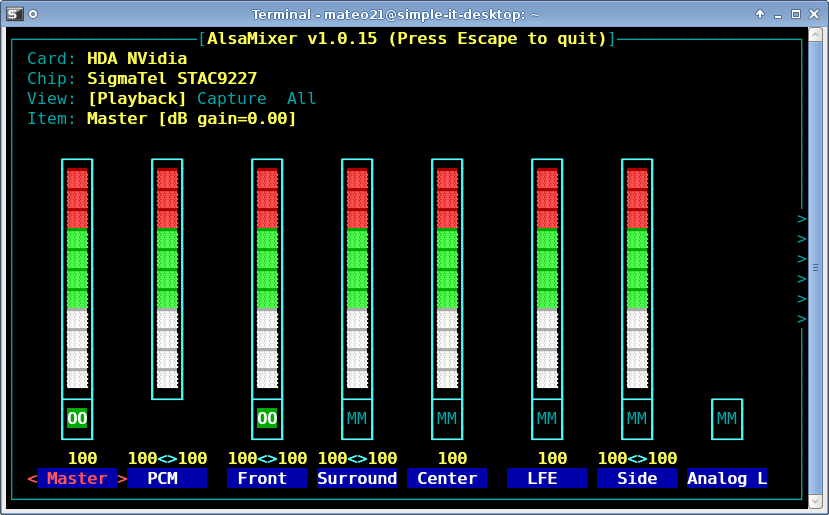 Terminal - mateo21@simple-it-desktop: ~
[AlsaMixer v1.0.15 (Press Escape to quit)]
Card: HDA NVidia
Chip: SigmaTel STAC9227
View: [Playback] Capture All
Item: Master [dB gain=0.00]
>
>
>
>
>
>
OO OO MM MM MM MM MM
100 100<>100 100<>100 100<>100 100 100 100<>100
< Master > PCM Front Surround Center LFE Side Analog L